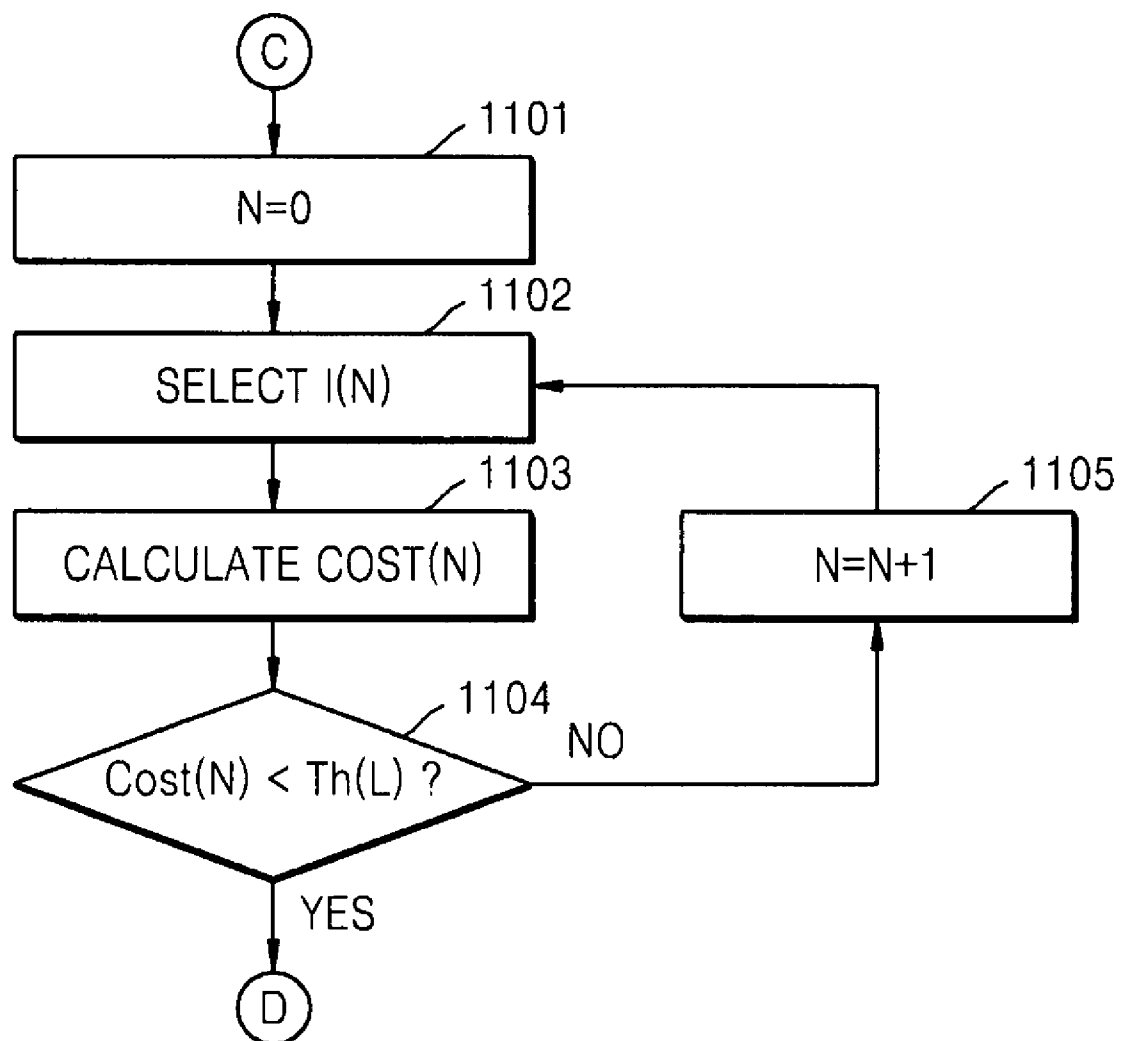 C
1101
N=0
1102
SELECT I(N)
1103
CALCULATE COST(N)
1105
N=N+1
1104
Cost(N) < Th(L) ?
NO
YES
D